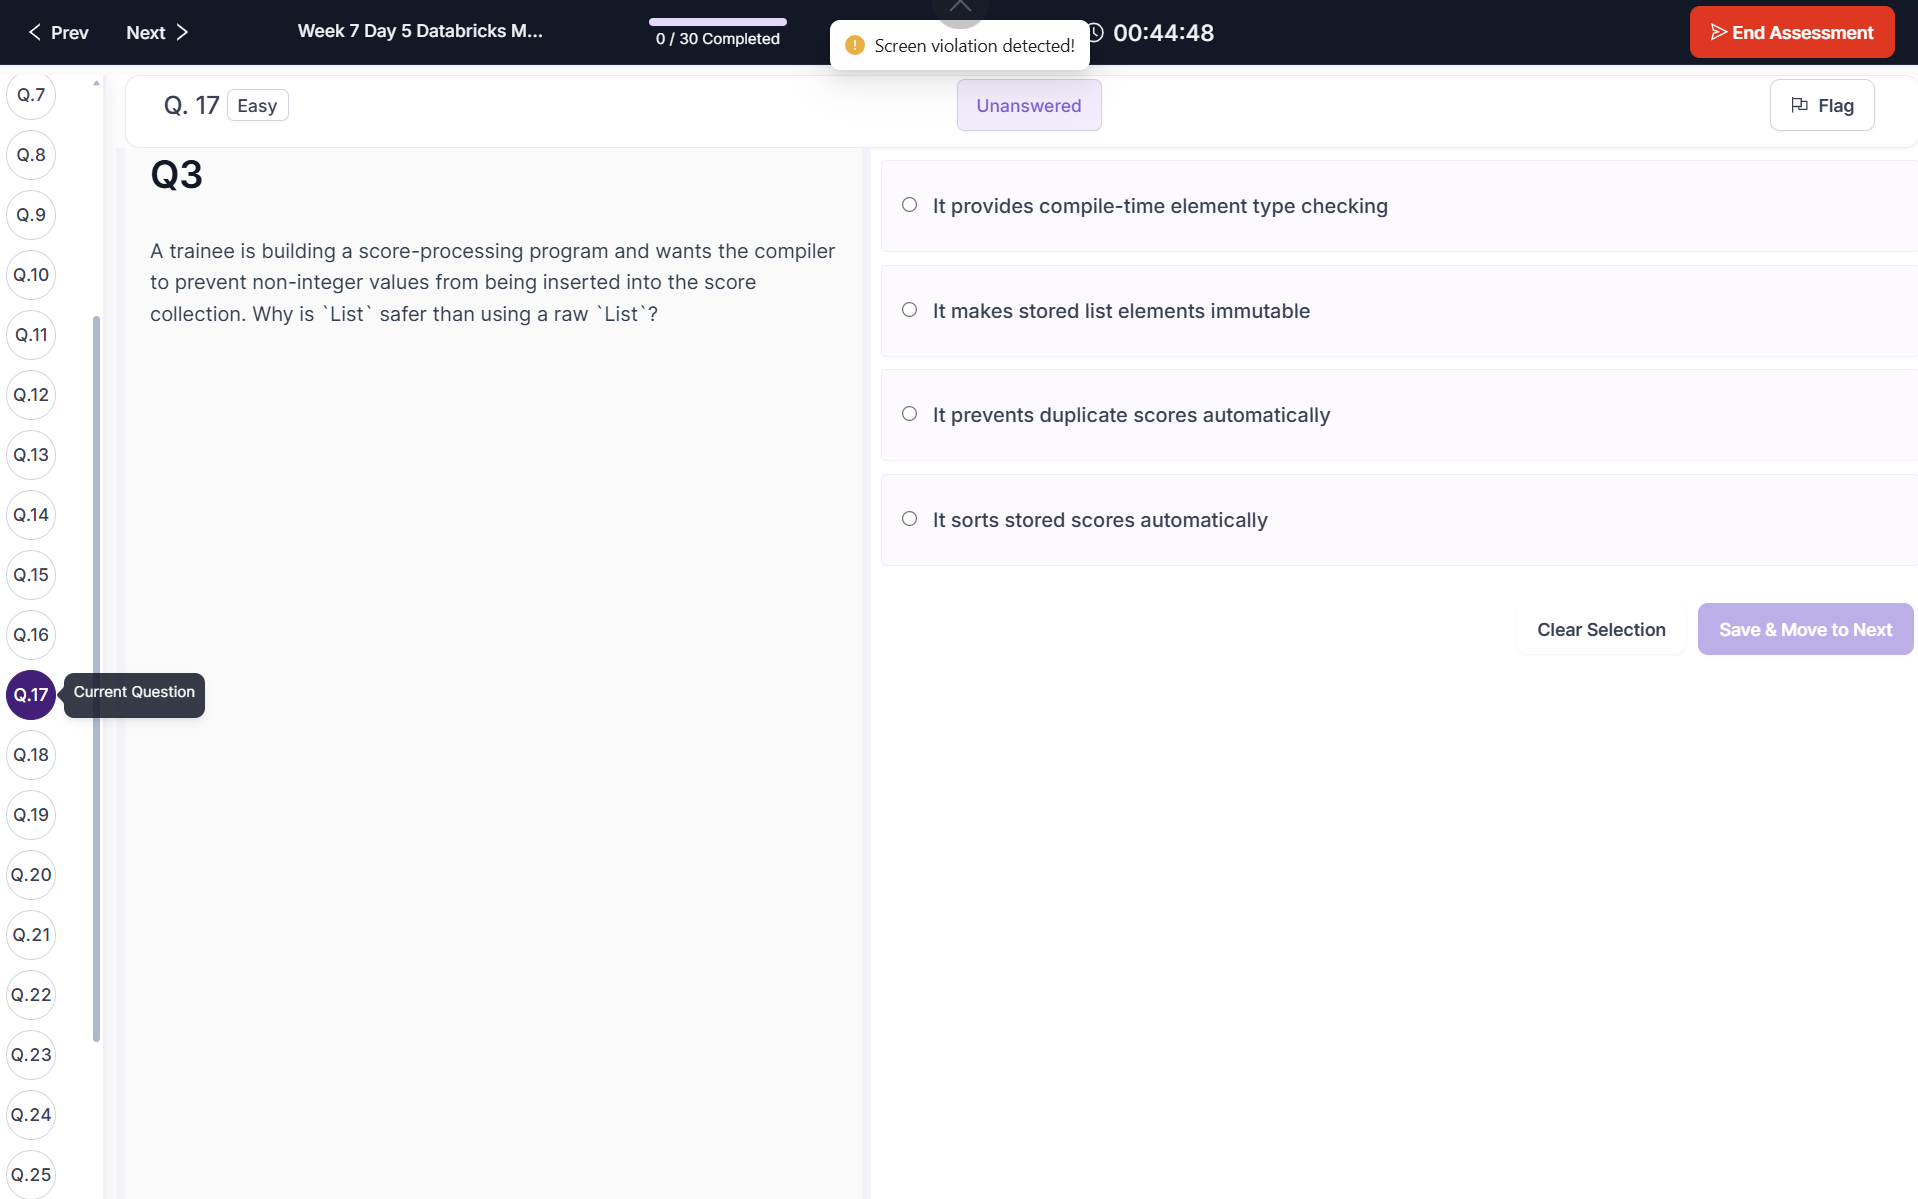 Prev
Next
Week 7 Day 5 Databricks M...
0 / 30 Completed
Screen violation detected!
00:44:48
End Assessment
Q.7
Q.8
Q.9
Q.10
Q.11
Q.12
Q.13
Q.14
Q.15
Q.16
Q.17
Current Question
Q.18
Q.19
Q.20
Q.21
Q.22
Q.23
Q.24
Q.25
Q. 17
Easy
Unanswered
Flag
Q3
A trainee is building a score-processing program and wants the compiler
to prevent non-integer values from being inserted into the score
collection. Why is `List` safer than using a raw `List`?
It provides compile-time element type checking
It makes stored list elements immutable
It prevents duplicate scores automatically
It sorts stored scores automatically
Clear Selection
Save & Move to Next